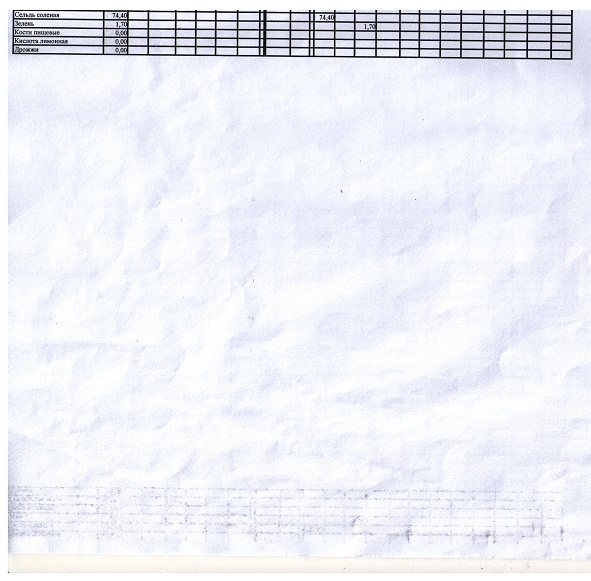 Сельдь соленая 74,40 74,40
Зелень 1,70 1,70
Кости пищевые 0,00
Кислота лимонная 0,00
Дрожжи 0,00